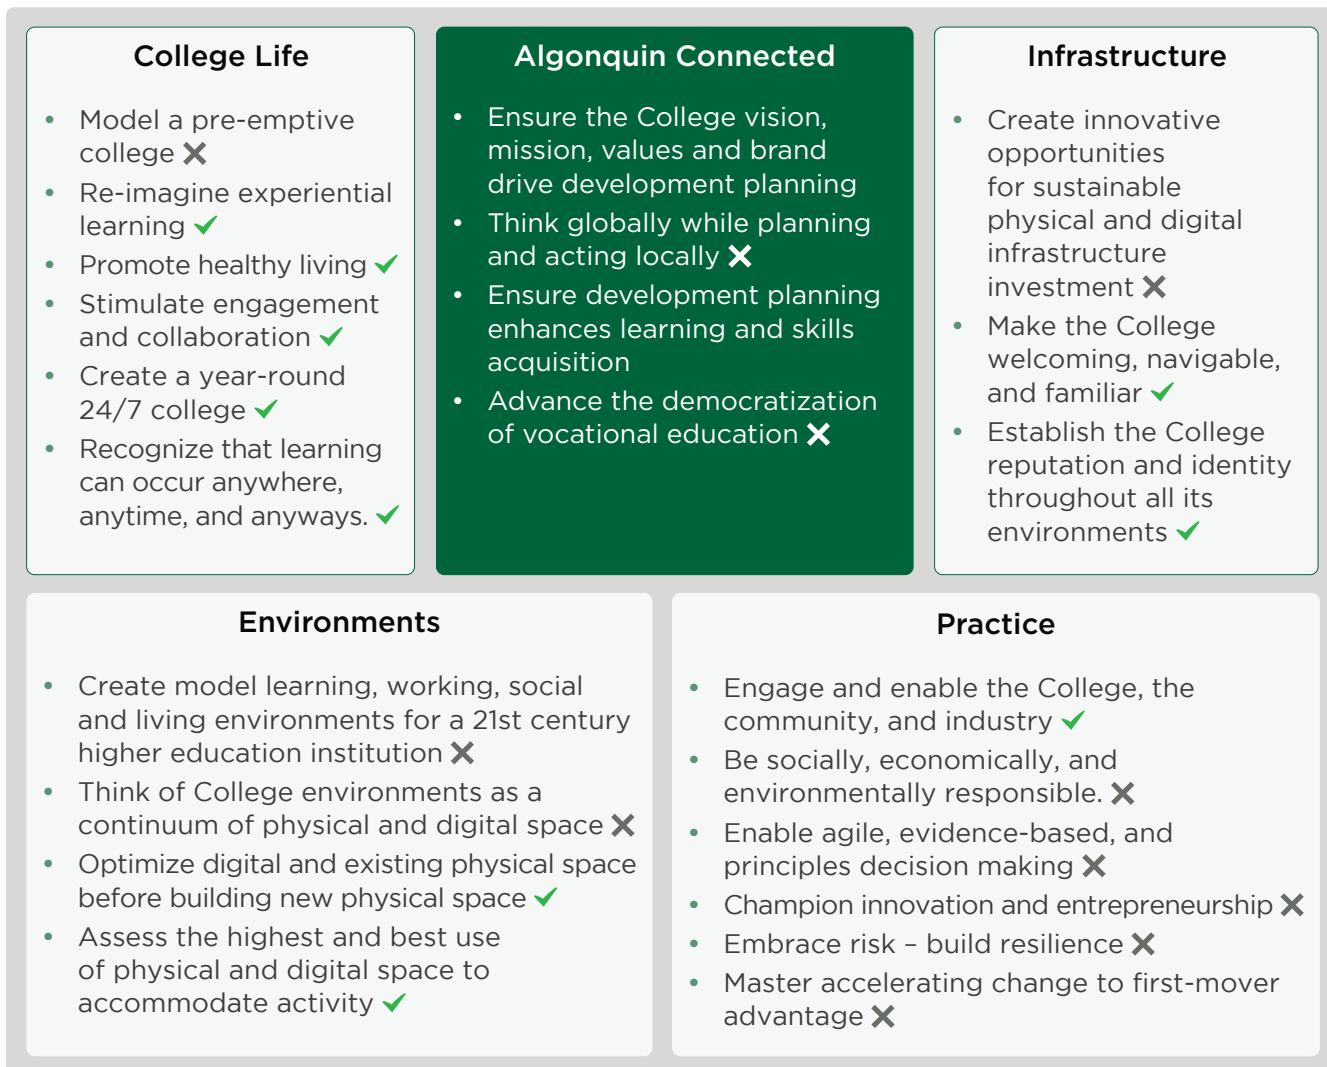 College Life
• Model a pre-emptive
college ✕
• Re-imagine experiential
learning ✓
• Promote healthy living ✓
• Stimulate engagement
and collaboration ✓
• Create a year-round
24/7 college ✓
• Recognize that learning
can occur anywhere,
anytime, and anyways. ✓
Algonquin Connected
• Ensure the College vision,
mission, values and brand
drive development planning
• Think globally while planning
and acting locally ✕
• Ensure development planning
enhances learning and skills
acquisition
• Advance the democratization
of vocational education ✕
Infrastructure
• Create innovative
opportunities
for sustainable
physical and digital
infrastructure
investment ✕
• Make the College
welcoming, navigable,
and familiar ✓
• Establish the College
reputation and identity
throughout all its
environments ✓
Environments
• Create model learning, working, social
and living environments for a 21st century
higher education institution ✕
• Think of College environments as a
continuum of physical and digital space ✕
• Optimize digital and existing physical space
before building new physical space ✓
• Assess the highest and best use
of physical and digital space to
accommodate activity ✓
Practice
• Engage and enable the College, the
community, and industry ✓
• Be socially, economically, and
environmentally responsible. ✕
• Enable agile, evidence-based, and
principles decision making ✕
• Champion innovation and entrepreneurship ✕
• Embrace risk – build resilience ✕
• Master accelerating change to first-mover
advantage ✕